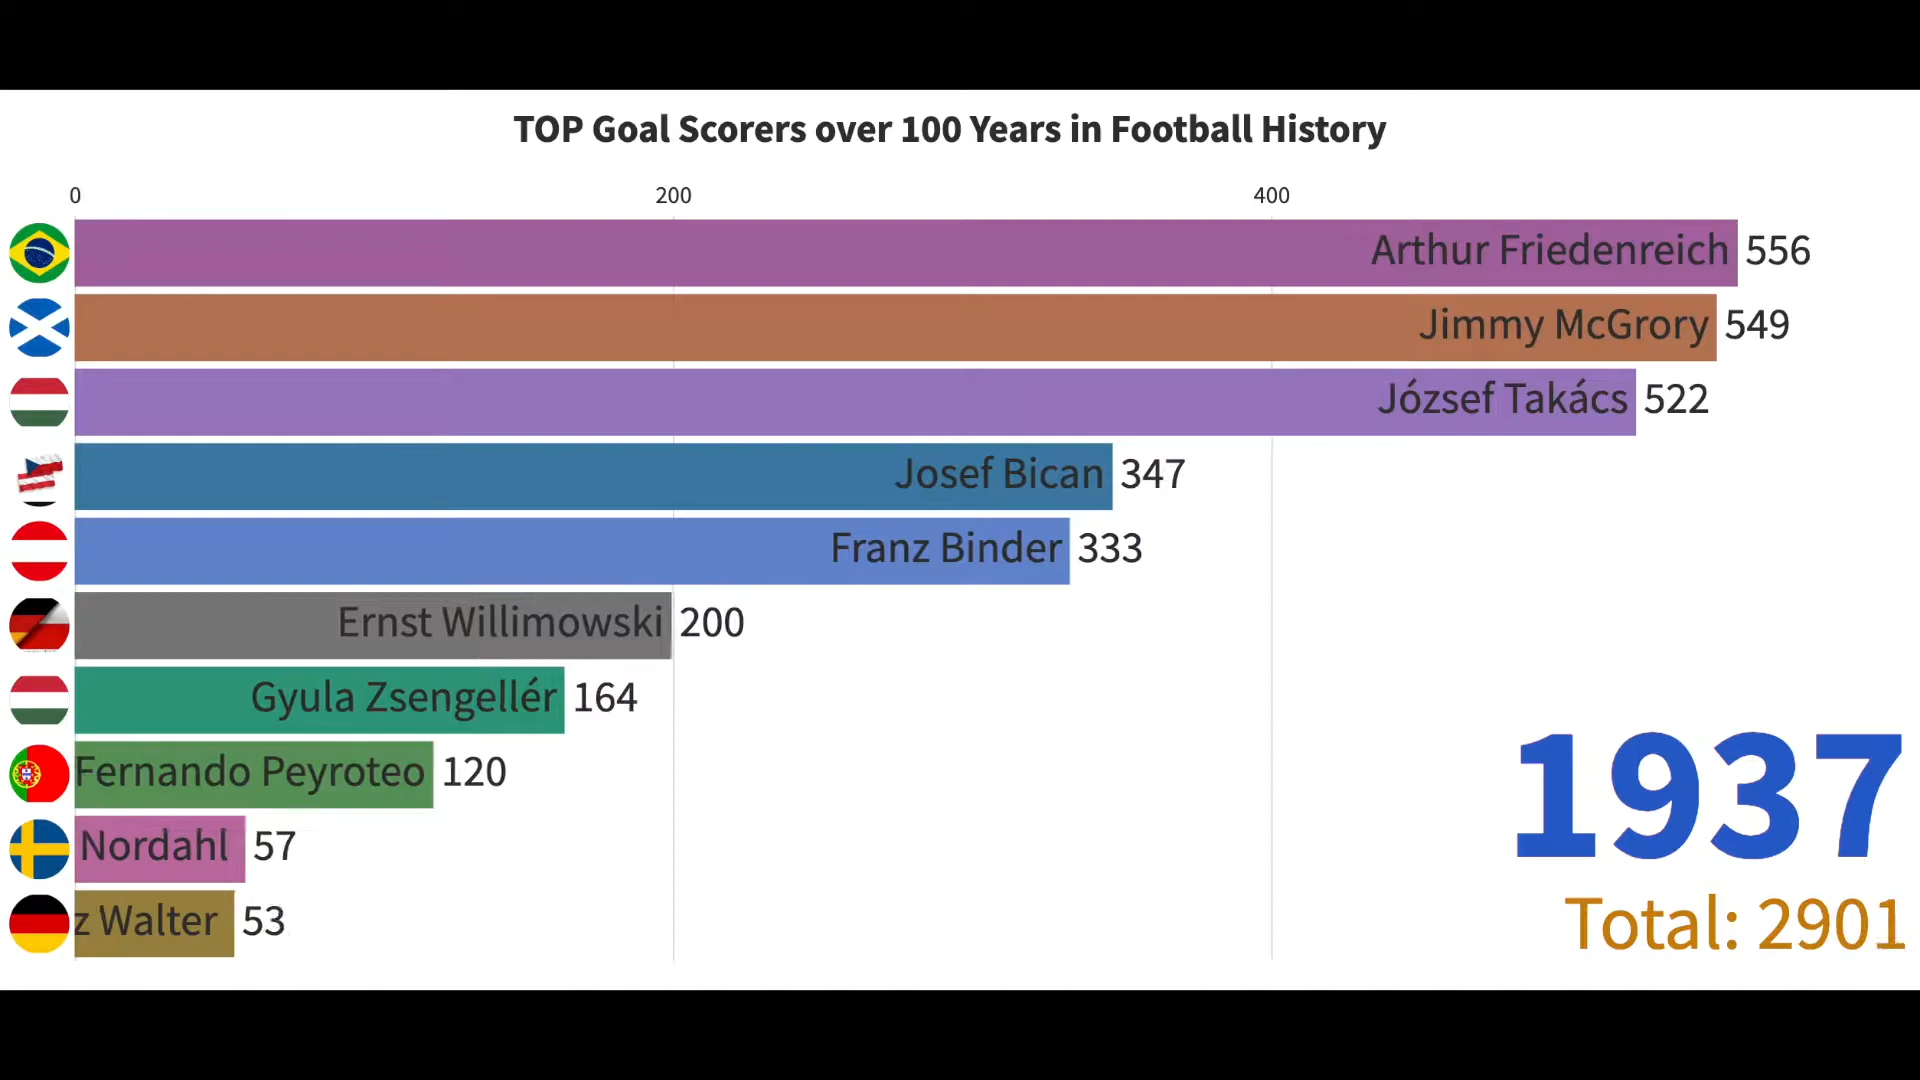 TOP Goal Scorers over 100 Years in Football History
0 200 400
Arthur Friedenreich 556
Jimmy McGrory 549
József Takács 522
Josef Bican 347
Franz Binder 333
Ernst Willimowski 200
Gyula Zsengellér 164
Fernando Peyroteo 120
Nordahl 57
z Walter 53
1937
Total: 2901